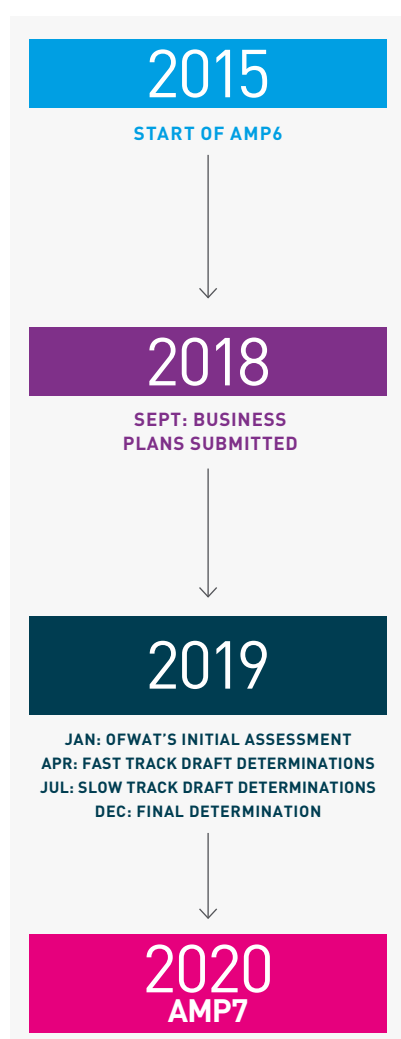 2015
START OF AMP6
2018
SEPT: BUSINESS
PLANS SUBMITTED
2019
JAN: OFWAT'S INITIAL ASSESSMENT
APR: FAST TRACK DRAFT DETERMINATIONS
JUL: SLOW TRACK DRAFT DETERMINATIONS
DEC: FINAL DETERMINATION
2020
AMP7